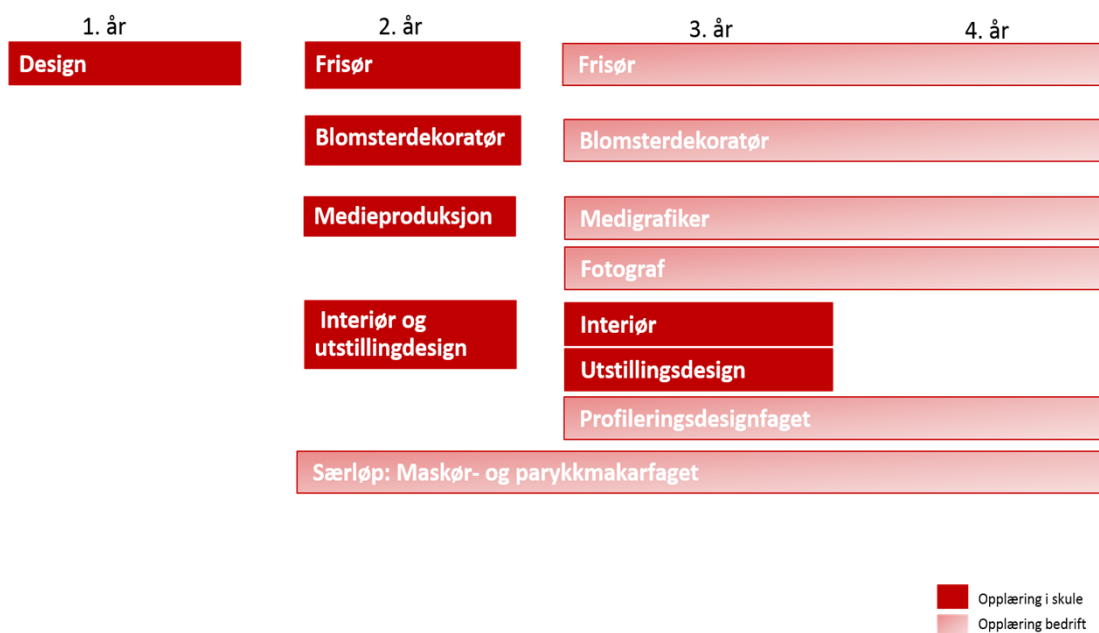 1. år 2. år 3. år 4. år
Design Frisør Frisør
Blomsterdekoratør Blomsterdekoratør
Medieproduksjon Medigrafiker
Fotograf
Interiør og
utstillingdesign
Interiør
Utstillingsdesign
Profileringsdesignfaget
Særløp: Maskør- og parykkmakarfaget
Opplæring i skule
Opplæring bedrift